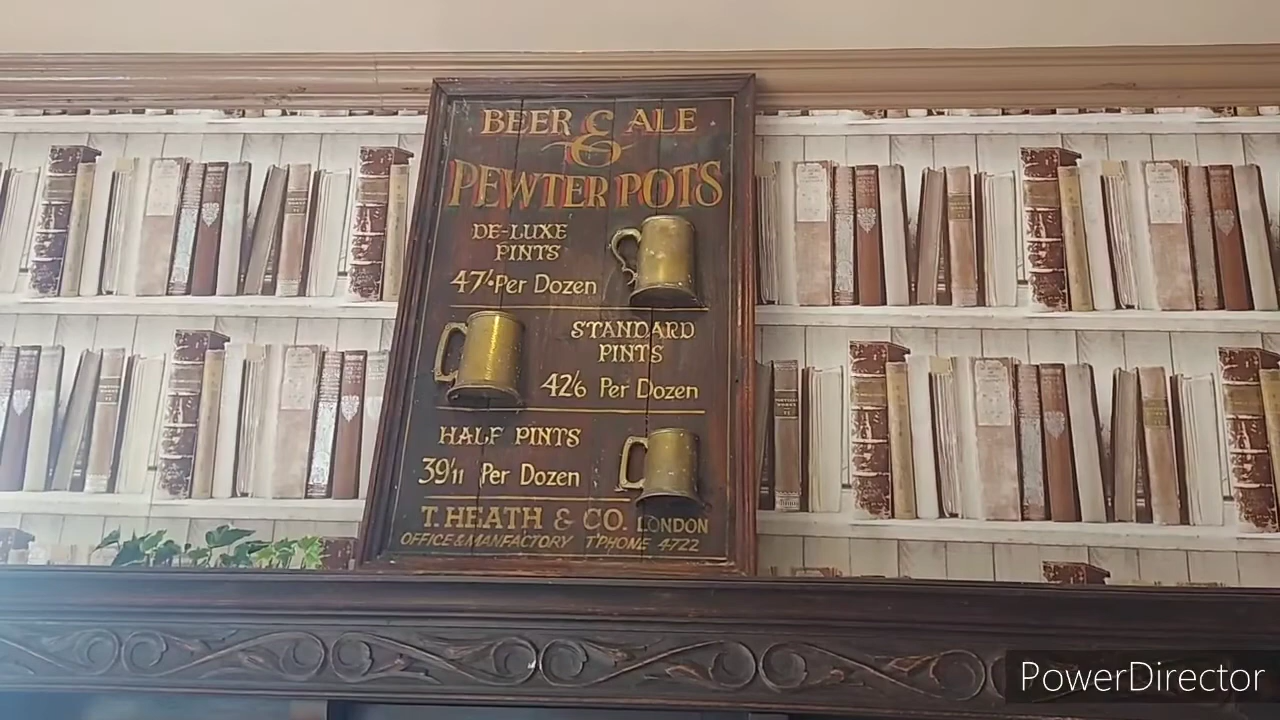 BEER & ALE
PEWTER POTS
DE-LUXE
PINTS
47/- Per Dozen
STANDARD
PINTS
42/6 Per Dozen
HALF PINTS
39/11 Per Dozen
T. HEATH & CO. LONDON
OFFICE & MANFACTORY T'PHONE 4722
PowerDirector